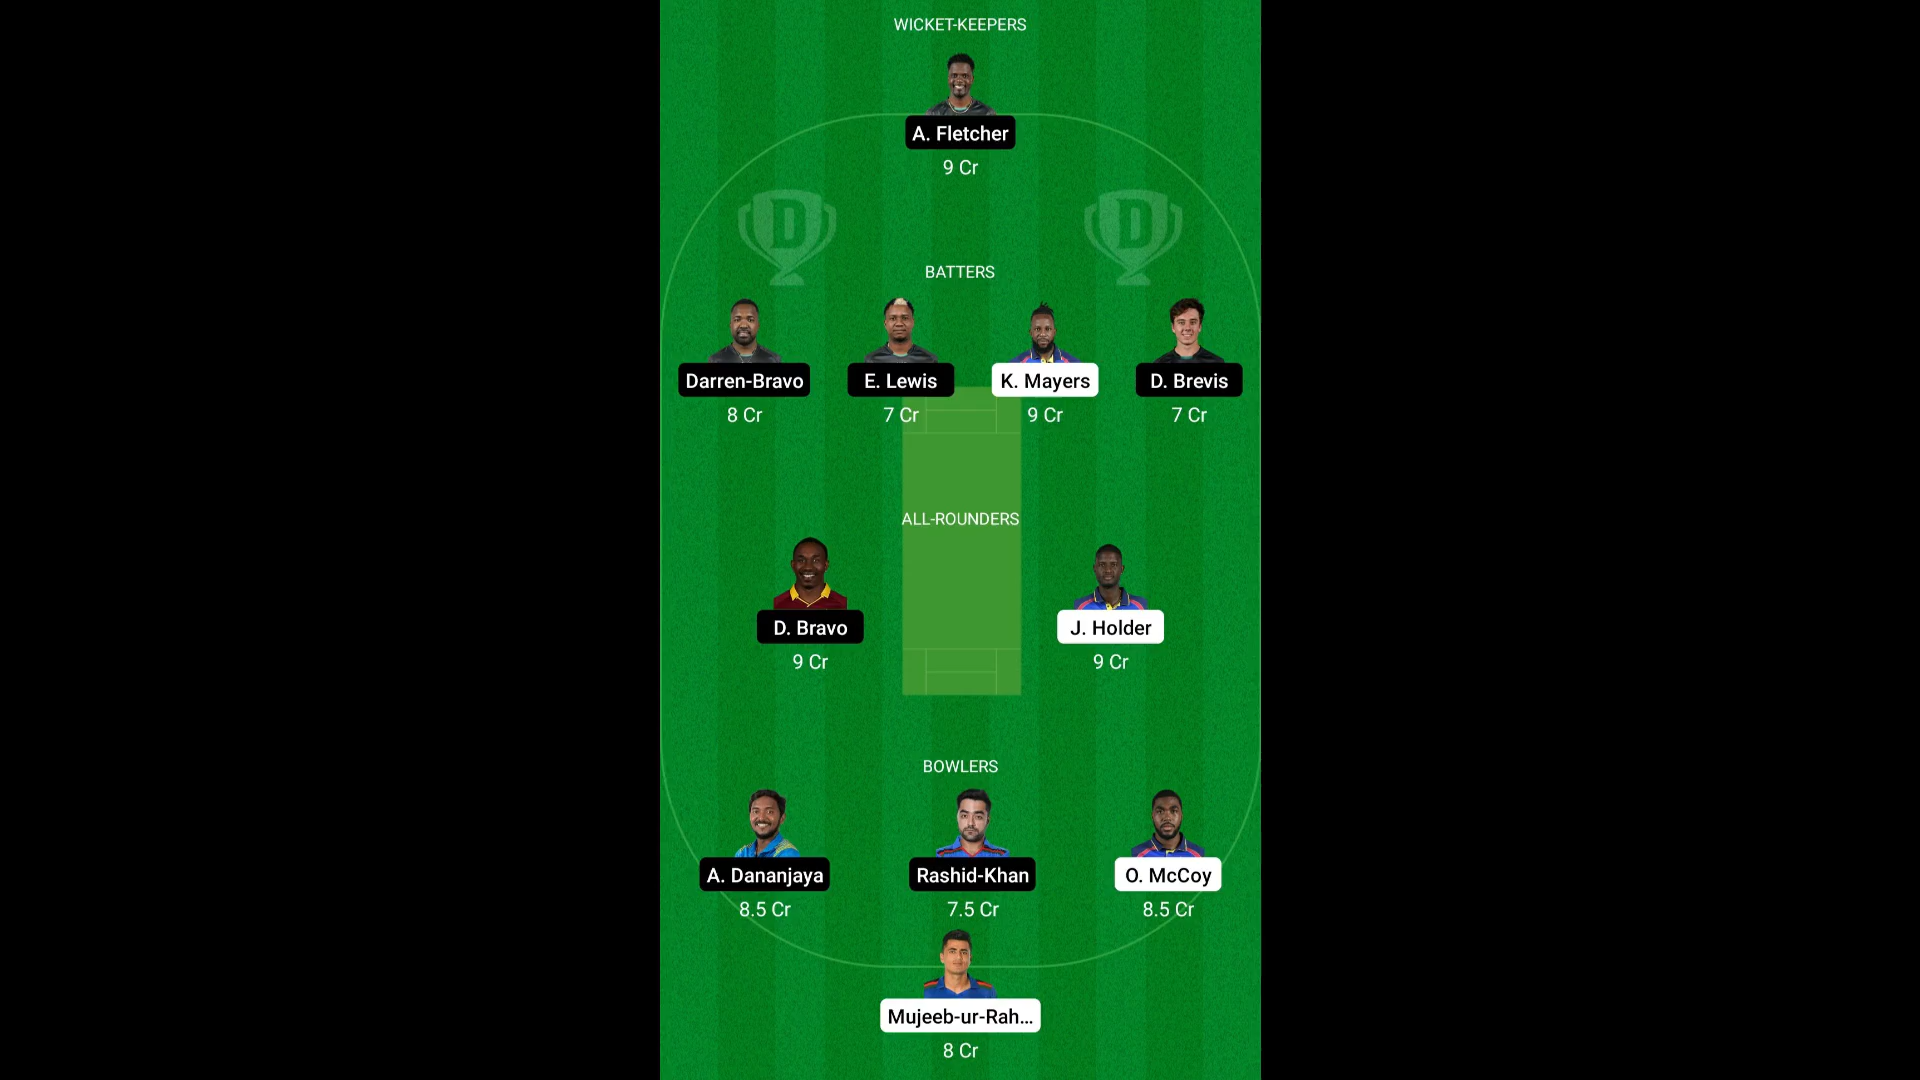 WICKET-KEEPERS
A. Fletcher
9 Cr
D D
BATTERS
Darren-Bravo E. Lewis K. Mayers D. Brevis
8 Cr 7 Cr 9 Cr 7 Cr
ALL-ROUNDERS
D. Bravo J. Holder
9 Cr 9 Cr
BOWLERS
A. Dananjaya Rashid-Khan O. McCoy
8.5 Cr 7.5 Cr 8.5 Cr
Mujeeb-ur-Rah...
8 Cr